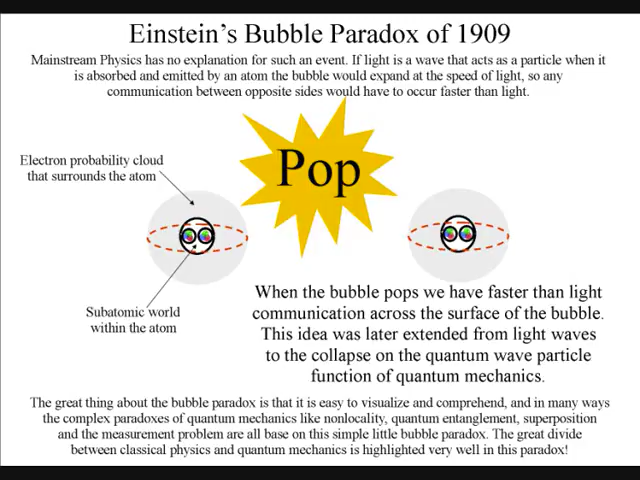 Einstein's Bubble Paradox of 1909
Mainstream Physics has no explanation for such an event. If light is a wave that acts as a particle when it
is absorbed and emitted by an atom the bubble would expand at the speed of light, so any
communication between opposite sides would have to occur faster than light.
Pop
Electron probability cloud
that surrounds the atom
Subatomic world
within the atom
When the bubble pops we have faster than light
communication across the surface of the bubble.
This idea was later extended from light waves
to the collapse on the quantum wave particle
function of quantum mechanics.
The great thing about the bubble paradox is that it is easy to visualize and comprehend, and in many ways
the complex paradoxes of quantum mechanics like nonlocality, quantum entanglement, superposition
and the measurement problem are all base on this simple little bubble paradox. The great divide
between classical physics and quantum mechanics is highlighted very well in this paradox!